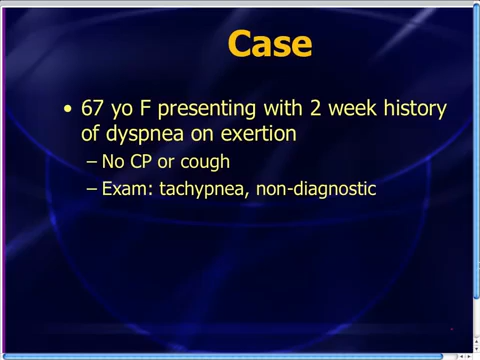 Case
• 67 yo F presenting with 2 week history
of dyspnea on exertion
– No CP or cough
– Exam: tachypnea, non-diagnostic